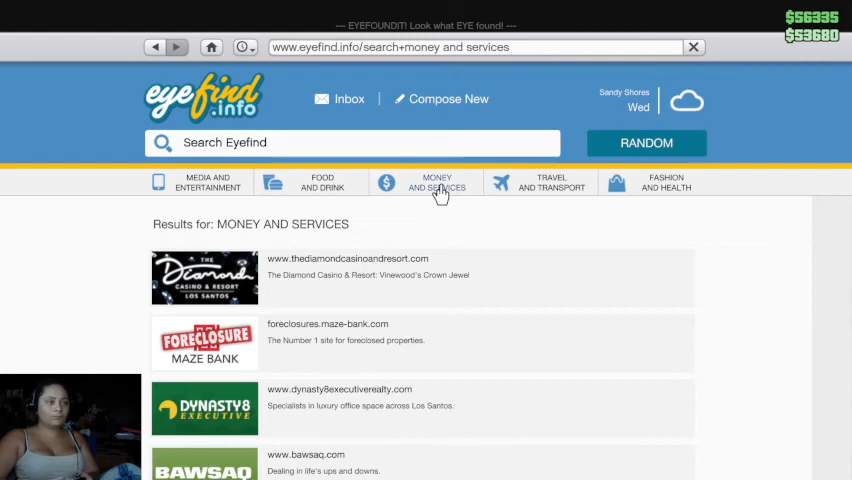 --- EYEFOUNDIT! Look what EYE found! ---
$56335
$53680
www.eyefind.info/search+money and services
eyefind
.info
Inbox
Compose New
Sandy Shores
Wed
Search Eyefind
RANDOM
MEDIA AND
ENTERTAINMENT
FOOD
AND DRINK
MONEY
AND SERVICES
TRAVEL
AND TRANSPORT
FASHION
AND HEALTH
Results for: MONEY AND SERVICES
THE
Diamond
CASINO & RESORT
LOS SANTOS
www.thediamondcasinoandresort.com
The Diamond Casino & Resort: Vinewood's Crown Jewel
FORECLOSURE
MAZE BANK
foreclosures.maze-bank.com
The Number 1 site for foreclosed properties.
DYNASTY8
EXECUTIVE
www.dynasty8executiverealty.com
Specialists in luxury office space across Los Santos.
BAWSAQ
www.bawsaq.com
Dealing in life's ups and downs.